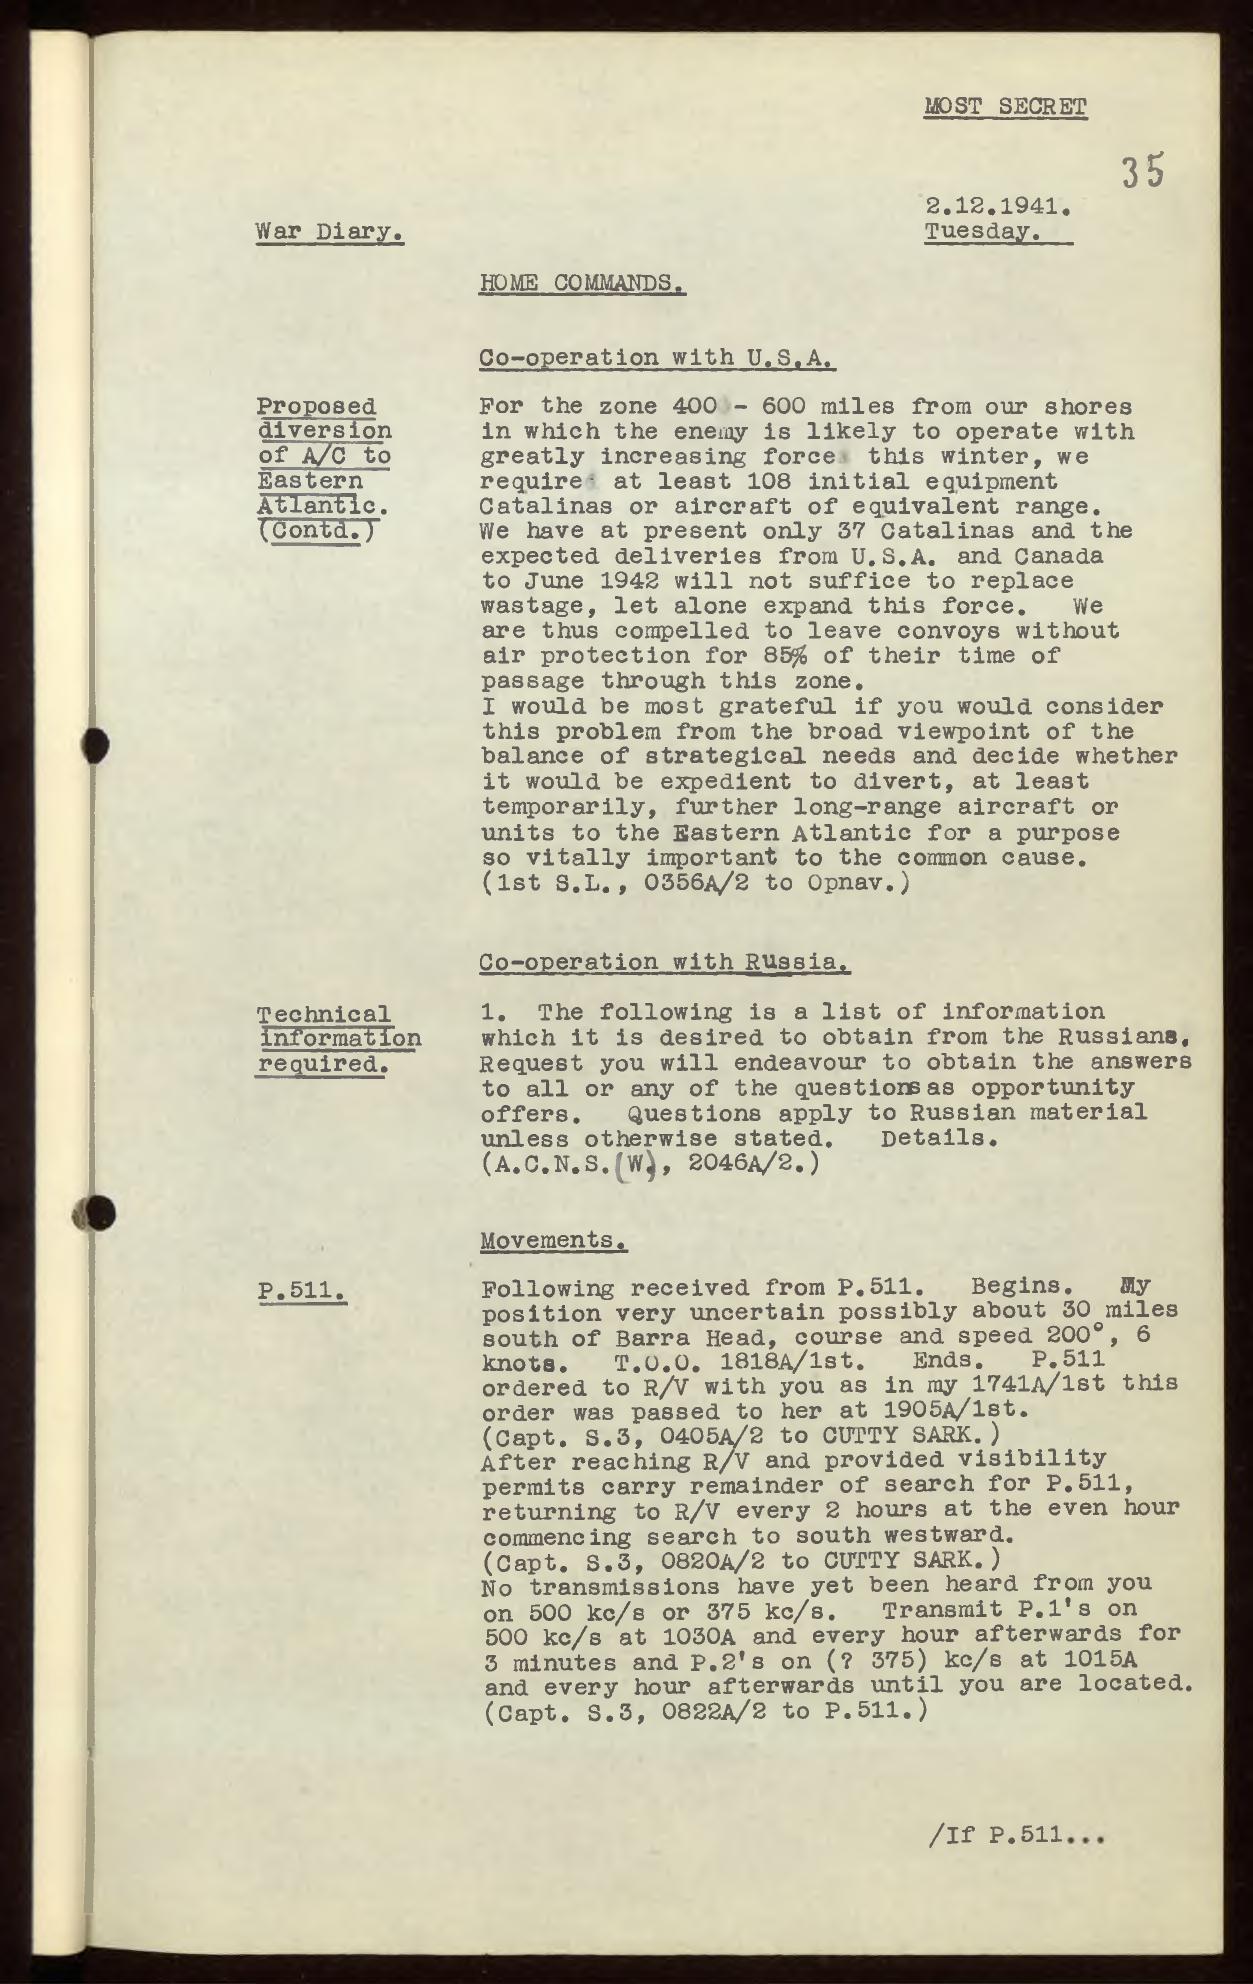 MOST SECRET
35
2.12.1941.
War Diary.
Tuesday.
HOME COMMANDS.
Co-operation with U.S.A.
Proposed
diversion
of A/C to
Eastern
Atlantic.
(Contd.)
For the zone 400 - 600 miles from our shores
in which the enemy is likely to operate with
greatly increasing force this winter, we
require at least 108 initial equipment
Catalinas or aircraft of equivalent range.
We have at present only 37 Catalinas and the
expected deliveries from U.S.A. and Canada
to June 1942 will not suffice to replace
wastage, let alone expand this force. We
are thus compelled to leave convoys without
air protection for 85% of their time of
passage through this zone.
I would be most grateful if you would consider
this problem from the broad viewpoint of the
balance of strategical needs and decide whether
it would be expedient to divert, at least
temporarily, further long-range aircraft or
units to the Eastern Atlantic for a purpose
so vitally important to the common cause.
(1st S.L., 0356A/2 to Opnav.)
Co-operation with Russia.
Technical
information
required.
1. The following is a list of information
which it is desired to obtain from the Russians.
Request you will endeavour to obtain the answers
to all or any of the questions as opportunity
offers. Questions apply to Russian material
unless otherwise stated. Details.
(A.C.N.S.(W), 2046A/2.)
Movements.
P.511.
Following received from P.511. Begins. My
position very uncertain possibly about 30 miles
south of Barra Head, course and speed 200°, 6
knots. T.O.O. 1818A/1st. Ends. P.511
ordered to R/V with you as in my 1741A/1st this
order was passed to her at 1905A/1st.
(Capt. S.3, 0405A/2 to CUTTY SARK.)
After reaching R/V and provided visibility
permits carry remainder of search for P.511,
returning to R/V every 2 hours at the even hour
commencing search to south westward.
(Capt. S.3, 0820A/2 to CUTTY SARK.)
No transmissions have yet been heard from you
on 500 kc/s or 375 kc/s. Transmit P.1's on
500 kc/s at 1030A and every hour afterwards for
3 minutes and P.2's on (? 375) kc/s at 1015A
and every hour afterwards until you are located.
(Capt. S.3, 0822A/2 to P.511.)
/If P.511...